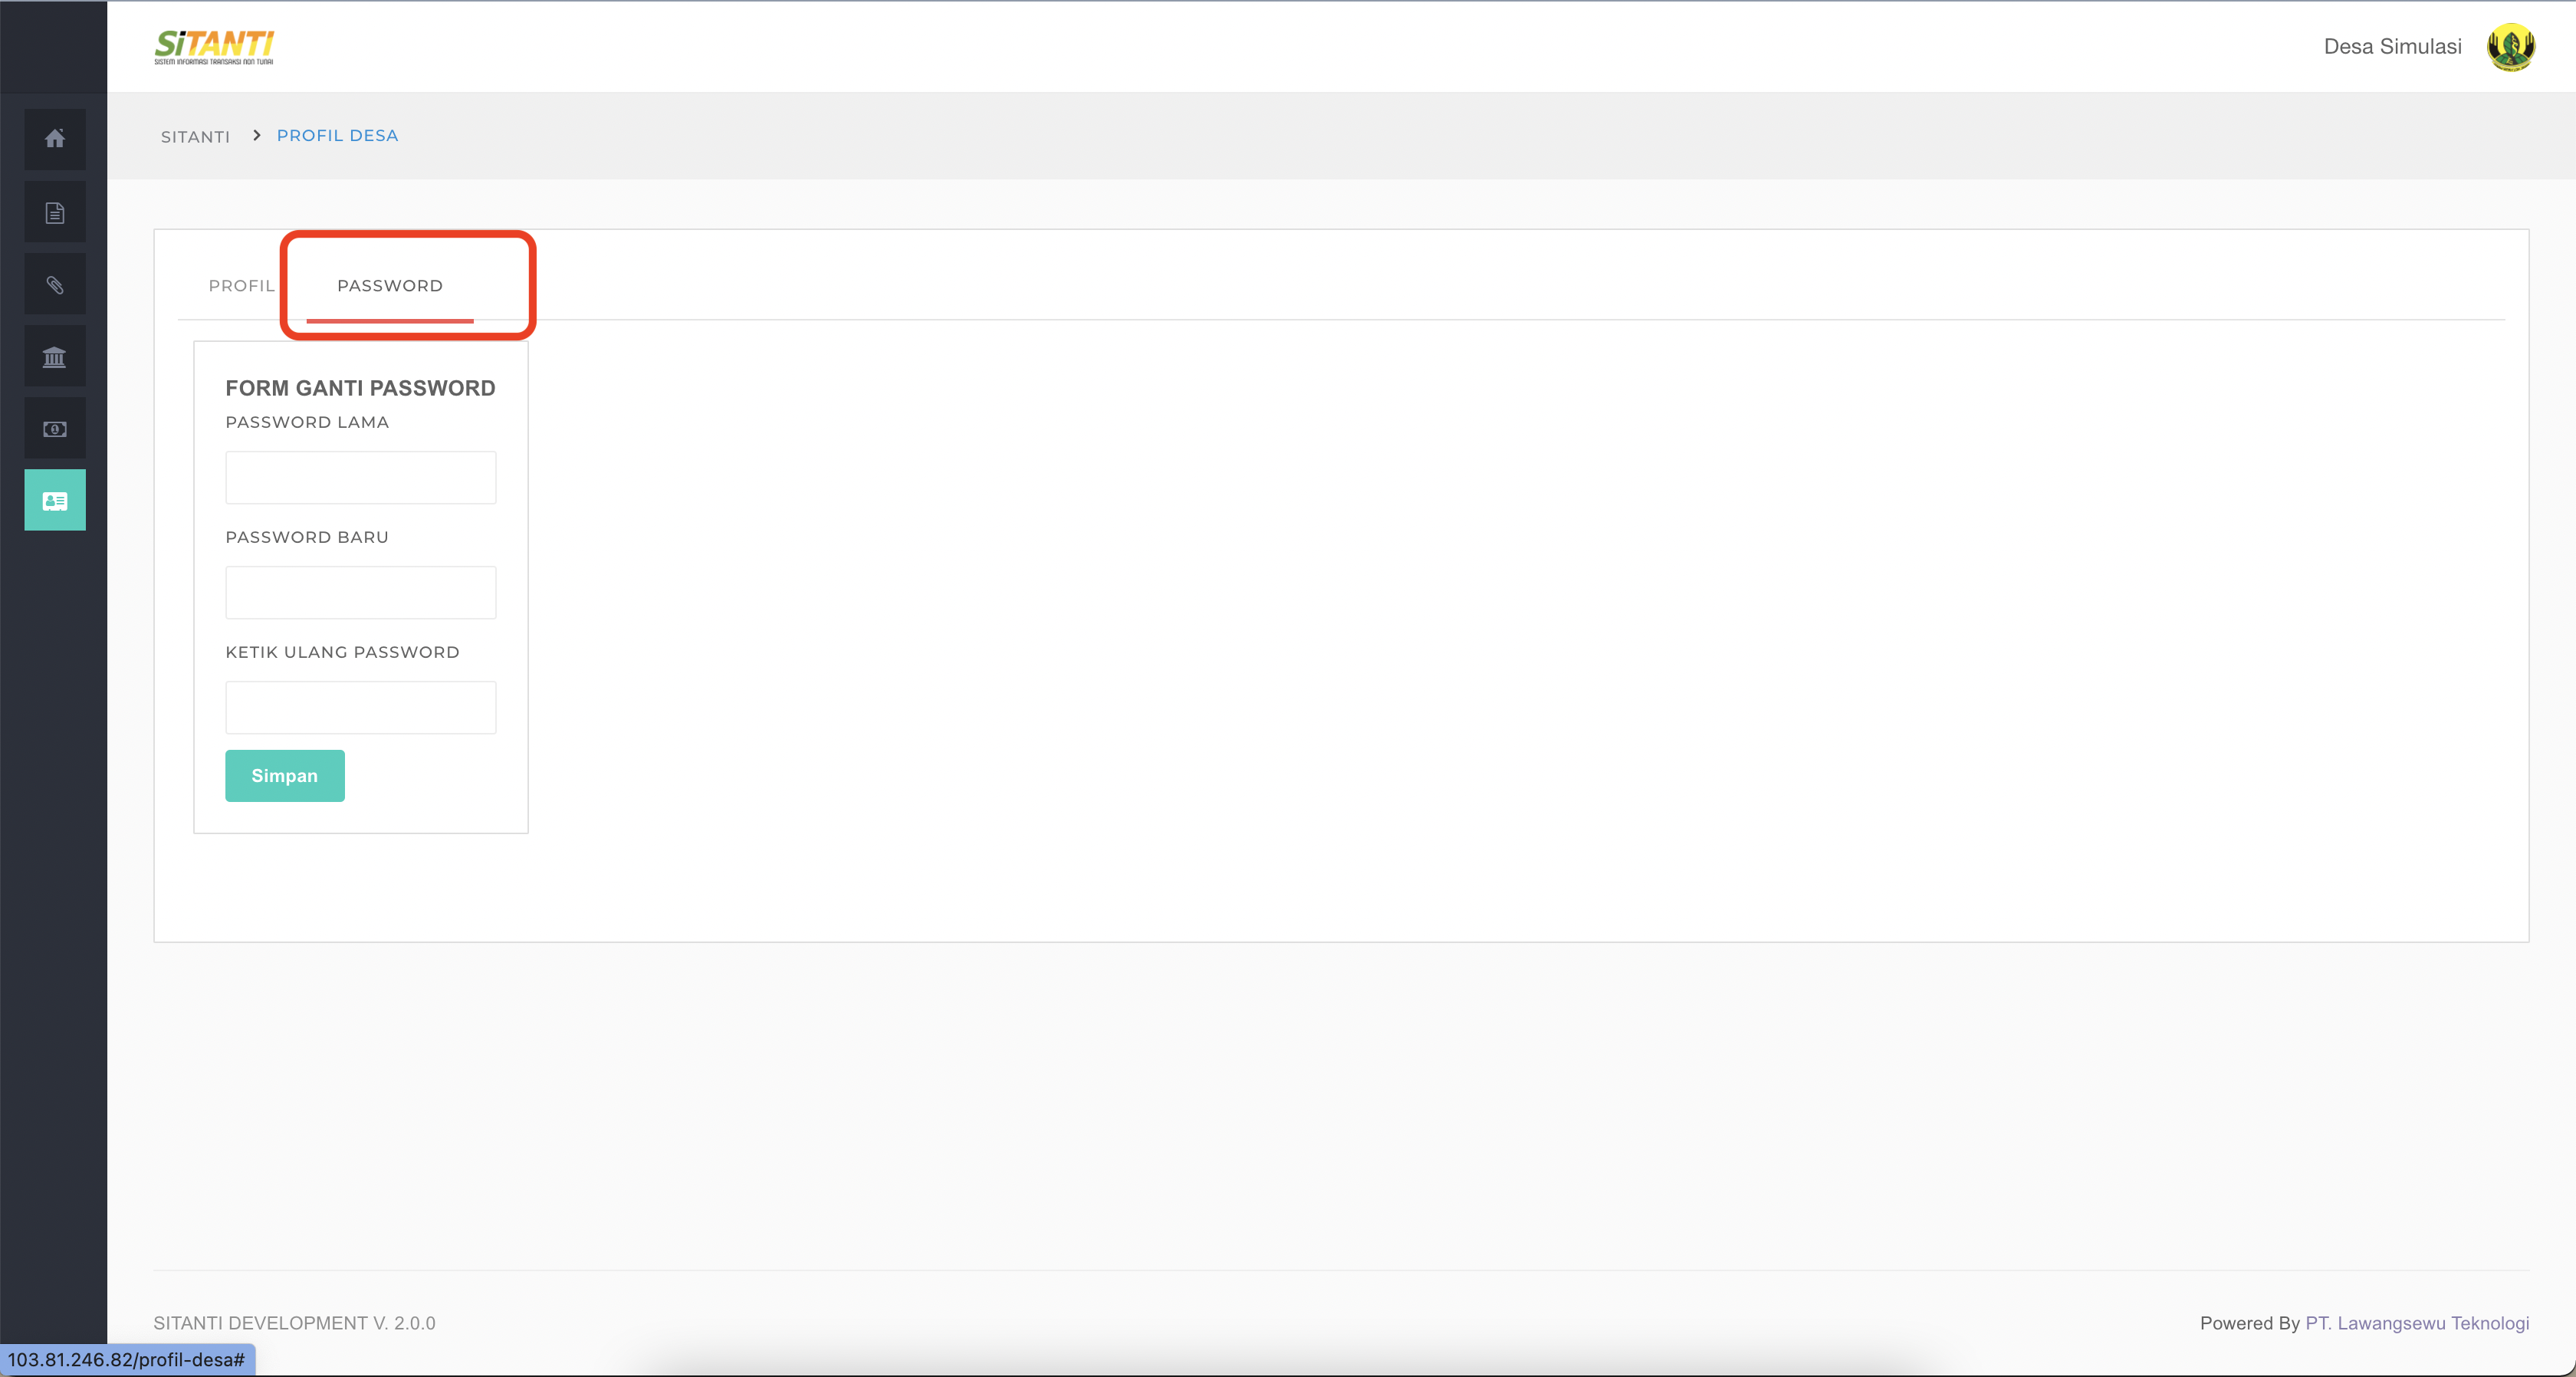 SiTANTI
SISTEM INFORMASI TRANSAKSI NON TUNAI
Desa Simulasi
SITANTI > PROFIL DESA
PROFIL PASSWORD
FORM GANTI PASSWORD
PASSWORD LAMA
PASSWORD BARU
KETIK ULANG PASSWORD
Simpan
SITANTI DEVELOPMENT V. 2.0.0 Powered By PT. Lawangsewu Teknologi
103.81.246.82/profil-desa#